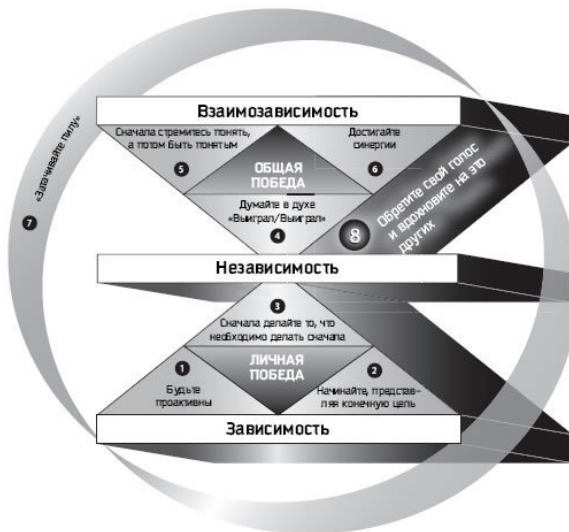 Взаимозависимость
Сначала стремитесь понять,
а потом быть понятым
5
Достигайте
синергии
6
ОБЩАЯ
ПОБЕДА
Думайте в духе
«Выиграл/Выиграл»
4
8
Обретите свой голос
и вдохновите на это
других
«Затачивайте пилу»
7
Независимость
3
Сначала делайте то, что
необходимо делать сначала
ЛИЧНАЯ
ПОБЕДА
1
Будьте
проактивны
2
Начинайте, представ-
ляя конечную цель
Зависимость